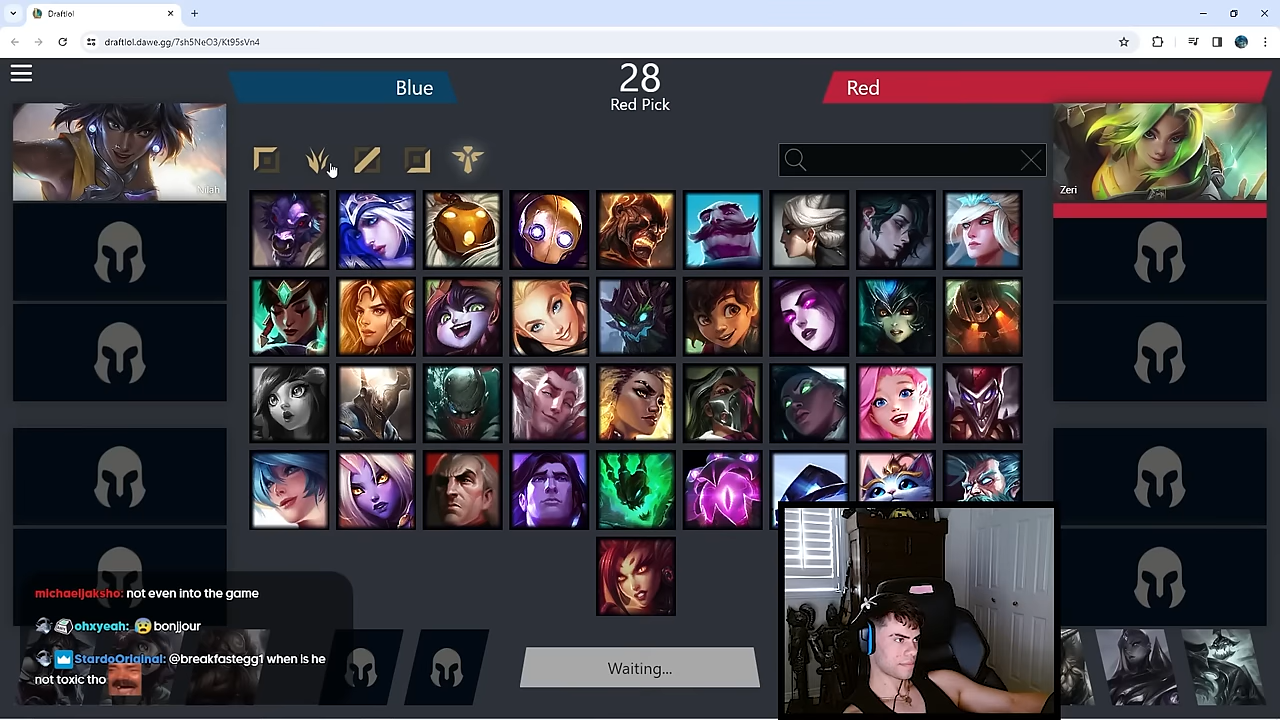 Draftlol
draftlol.dawe.gg/7sh5NeO3/Kt95sVn4
Blue
28
Red Pick
Red
Nilah
Zeri
michaeljaksho: not even into the game
ohxyeah: bonjjour
StardoOriginal: @breakfastegg1 when is he
not toxic tho
Waiting...